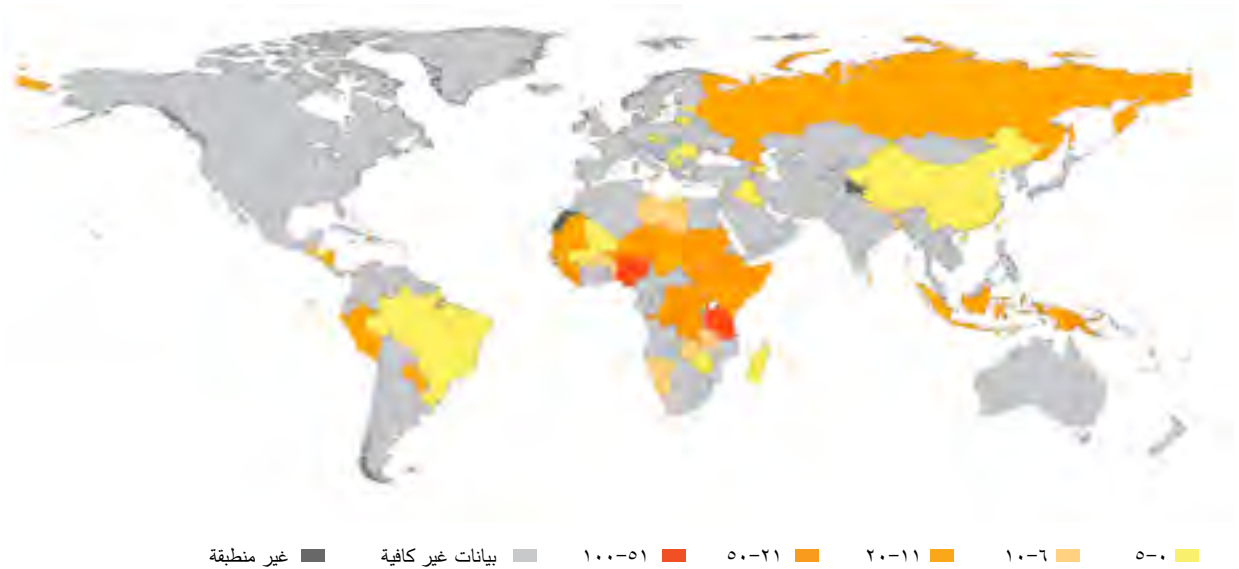 ٠-٥ ٦-١٠ ١١-٢٠ ٢١-٥٠ ٥١-١٠٠ بيانات غير كافية غير منطبقة